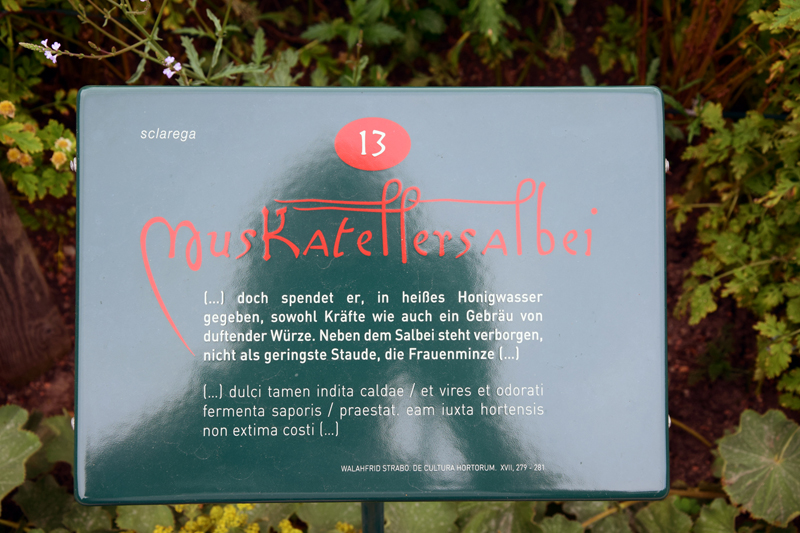 sclarega
13
Muskatellersalbei
(...) doch spendet er, in heißes Honigwasser
gegeben, sowohl Kräfte wie auch ein Gebräu von
duftender Würze. Neben dem Salbei steht verborgen,
nicht als geringste Staude, die Frauenminze (...)
(...) dulci tamen indita caldae / et vires et odorati
fermenta saporis / praestat. eam iuxta hortensis
non extima costi (...)
WALAHFRID STRABO. DE CULTURA HORTORUM. XVII, 279 - 281